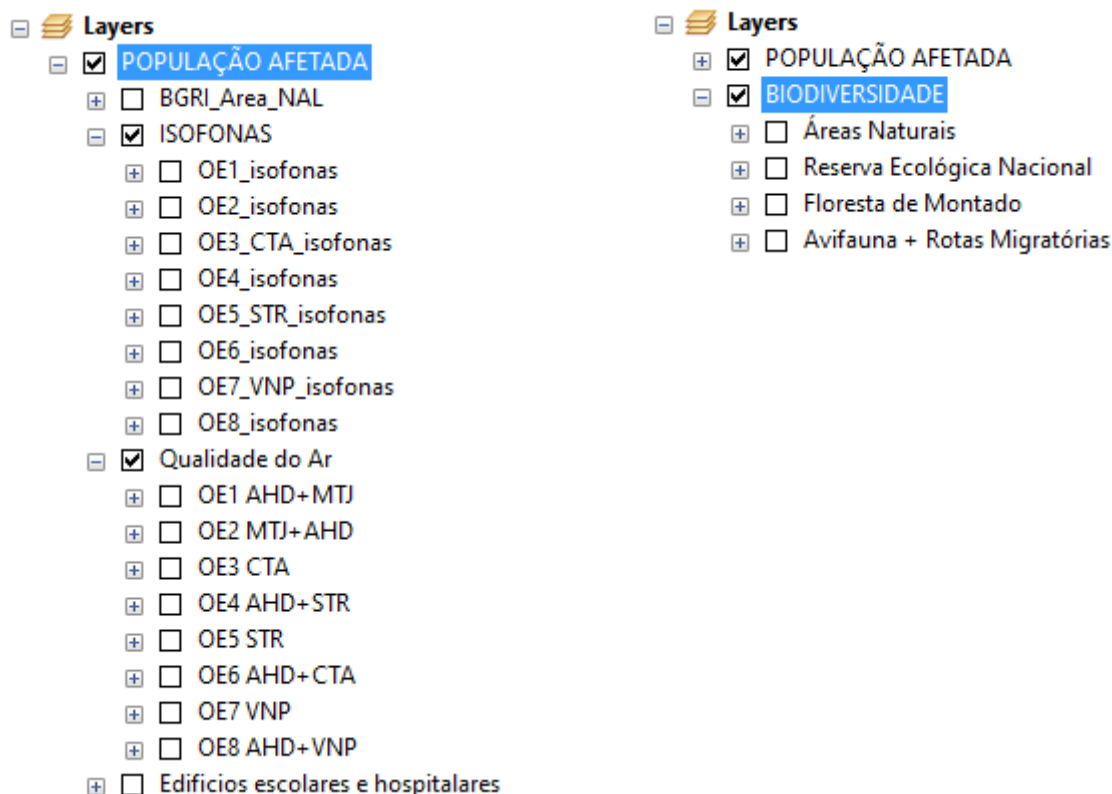 Layers
POPULAÇÃO AFETADA
BGRI_Area_NAL
ISOFONAS
OE1_isofonas
OE2_isofonas
OE3_CTA_isofonas
OE4_isofonas
OE5_STR_isofonas
OE6_isofonas
OE7_VNP_isofonas
OE8_isofonas
Qualidade do Ar
OE1 AHD+MTJ
OE2 MTJ+AHD
OE3 CTA
OE4 AHD+STR
OE5 STR
OE6 AHD+CTA
OE7 VNP
OE8 AHD+VNP
Edificios escolares e hospitalares
Layers
POPULAÇÃO AFETADA
BIODIVERSIDADE
Áreas Naturais
Reserva Ecológica Nacional
Floresta de Montado
Avifauna + Rotas Migratórias